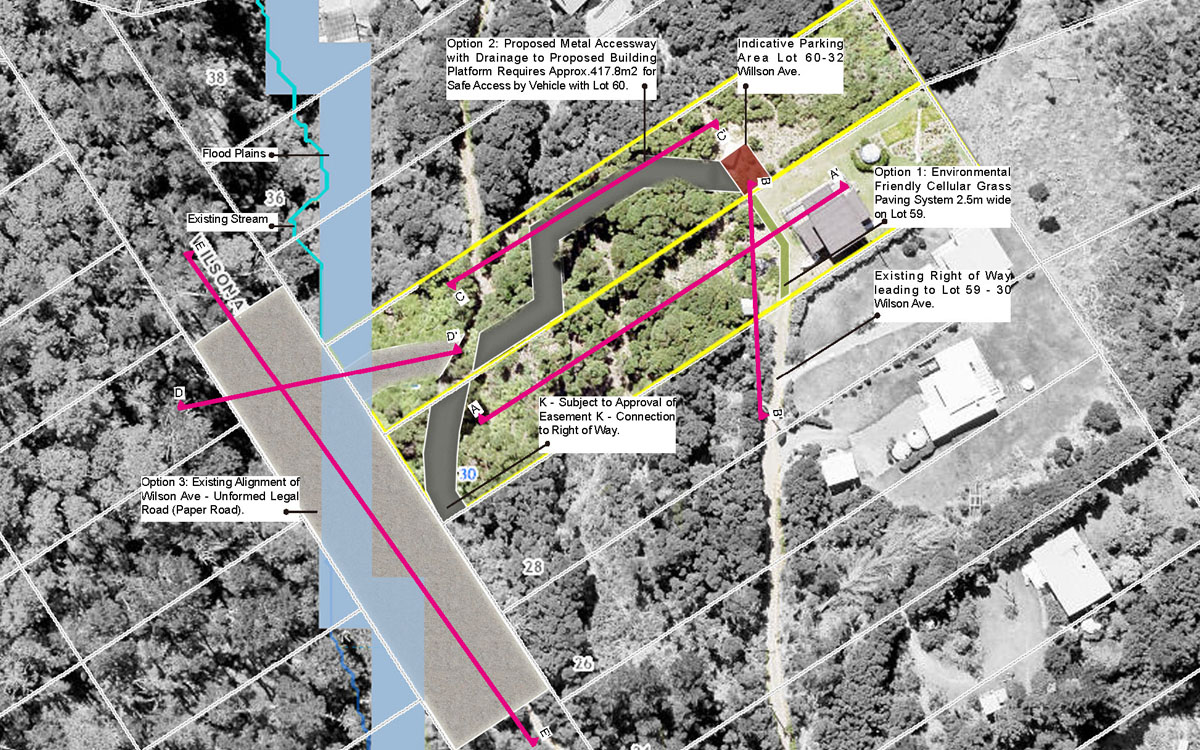 Option 2: Proposed Metal Accessway
with Drainage to Proposed Building
Platform Requires Approx.417.8m2 for
Safe Access by Vehicle with Lot 60.
Indicative Parking
Area Lot 60-32
Willson Ave.
38
Flood Plains
36
Existing Stream
C"
B
A'
Option 1: Environmental
Friendly Cellular Grass
Paving System 2.5m wide
on Lot 59.
E
ILSON A
C
Existing Right of Way
leading to Lot 59 - 30
Wilson Ave.
D'
D
A'
K - Subject to Approval of
Easement K - Connection
to Right of Way.
B'
30
Option 3: Existing Alignment of
Wilson Ave - Unformed Legal
Road (Paper Road).
28
26
E'
24